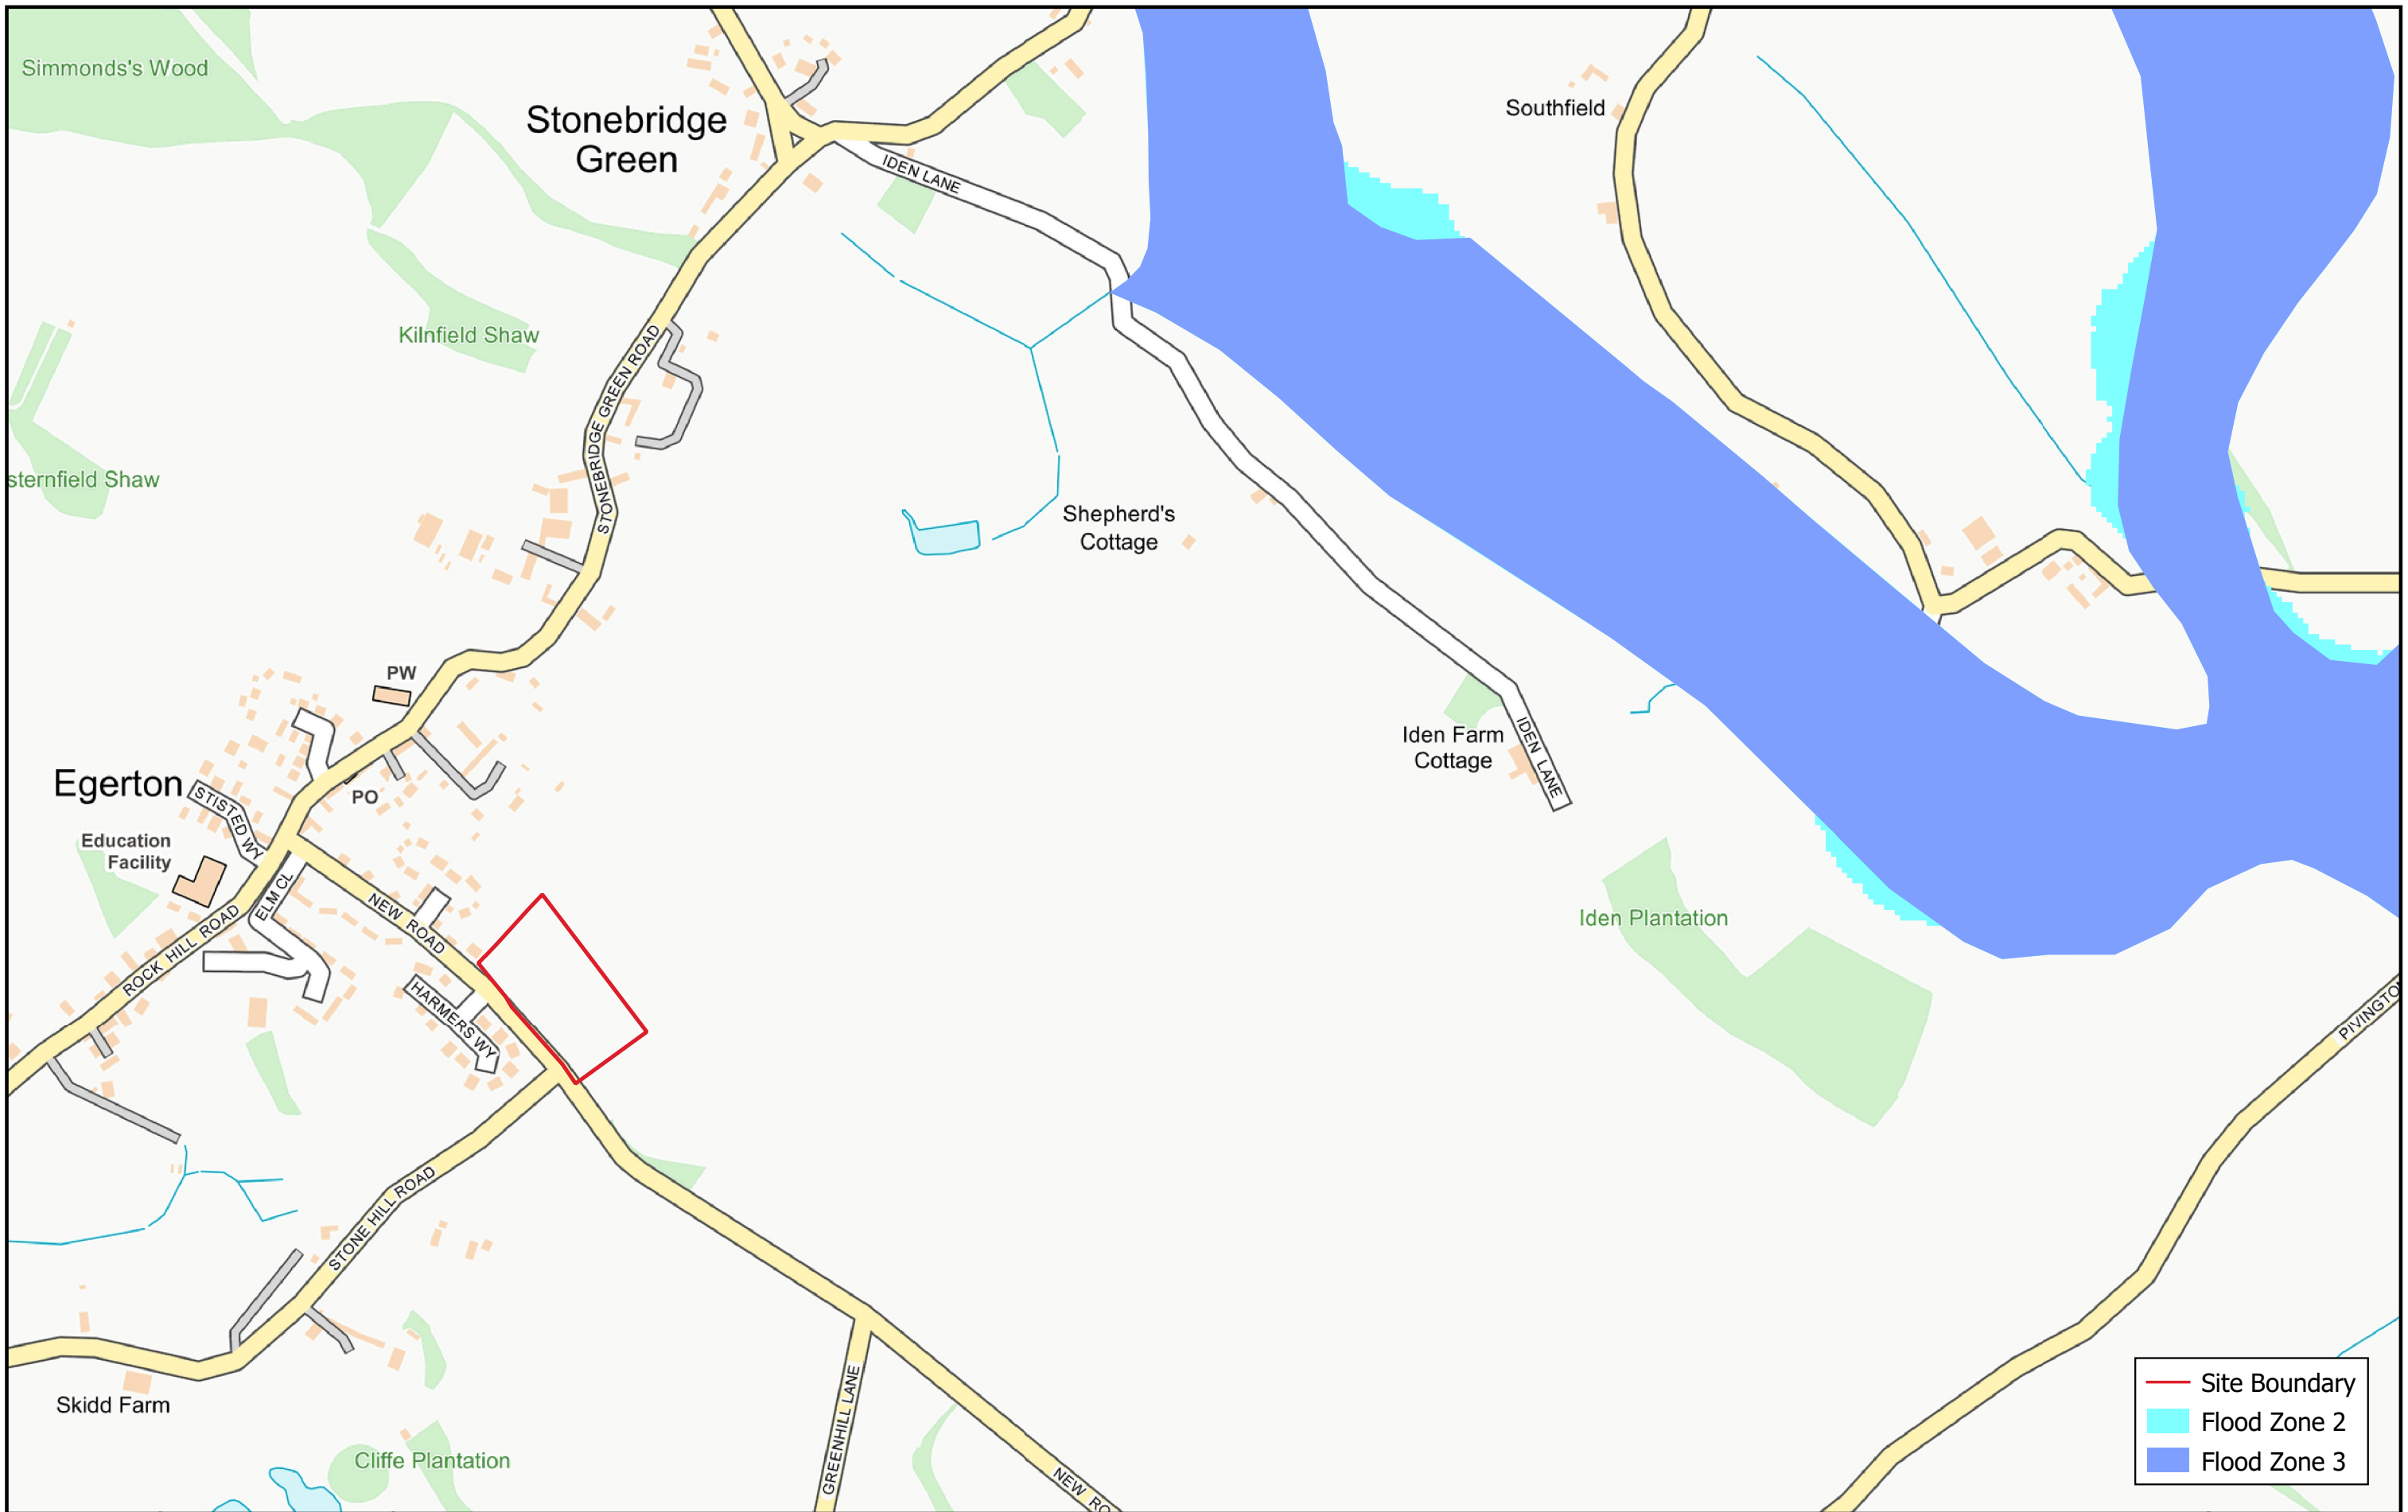 Simmonds's Wood
Southfield
Stonebridge
Green
IDEN LANE
Kilnfield Shaw
STONEBRIDGE GREEN ROAD
sternfield Shaw
Shepherd's
Cottage
PW
Iden Farm
Cottage
IDEN LANE
Egerton
STISTED WY
PO
Education
Facility
ELM CL
NEW ROAD
ROCK HILL ROAD
HARMERS WY
Iden Plantation
PIVINGTO
STONE HILL ROAD
Skidd Farm
Cliffe Plantation
GREENHILL LANE
NEW RO
Site Boundary
Flood Zone 2
Flood Zone 3